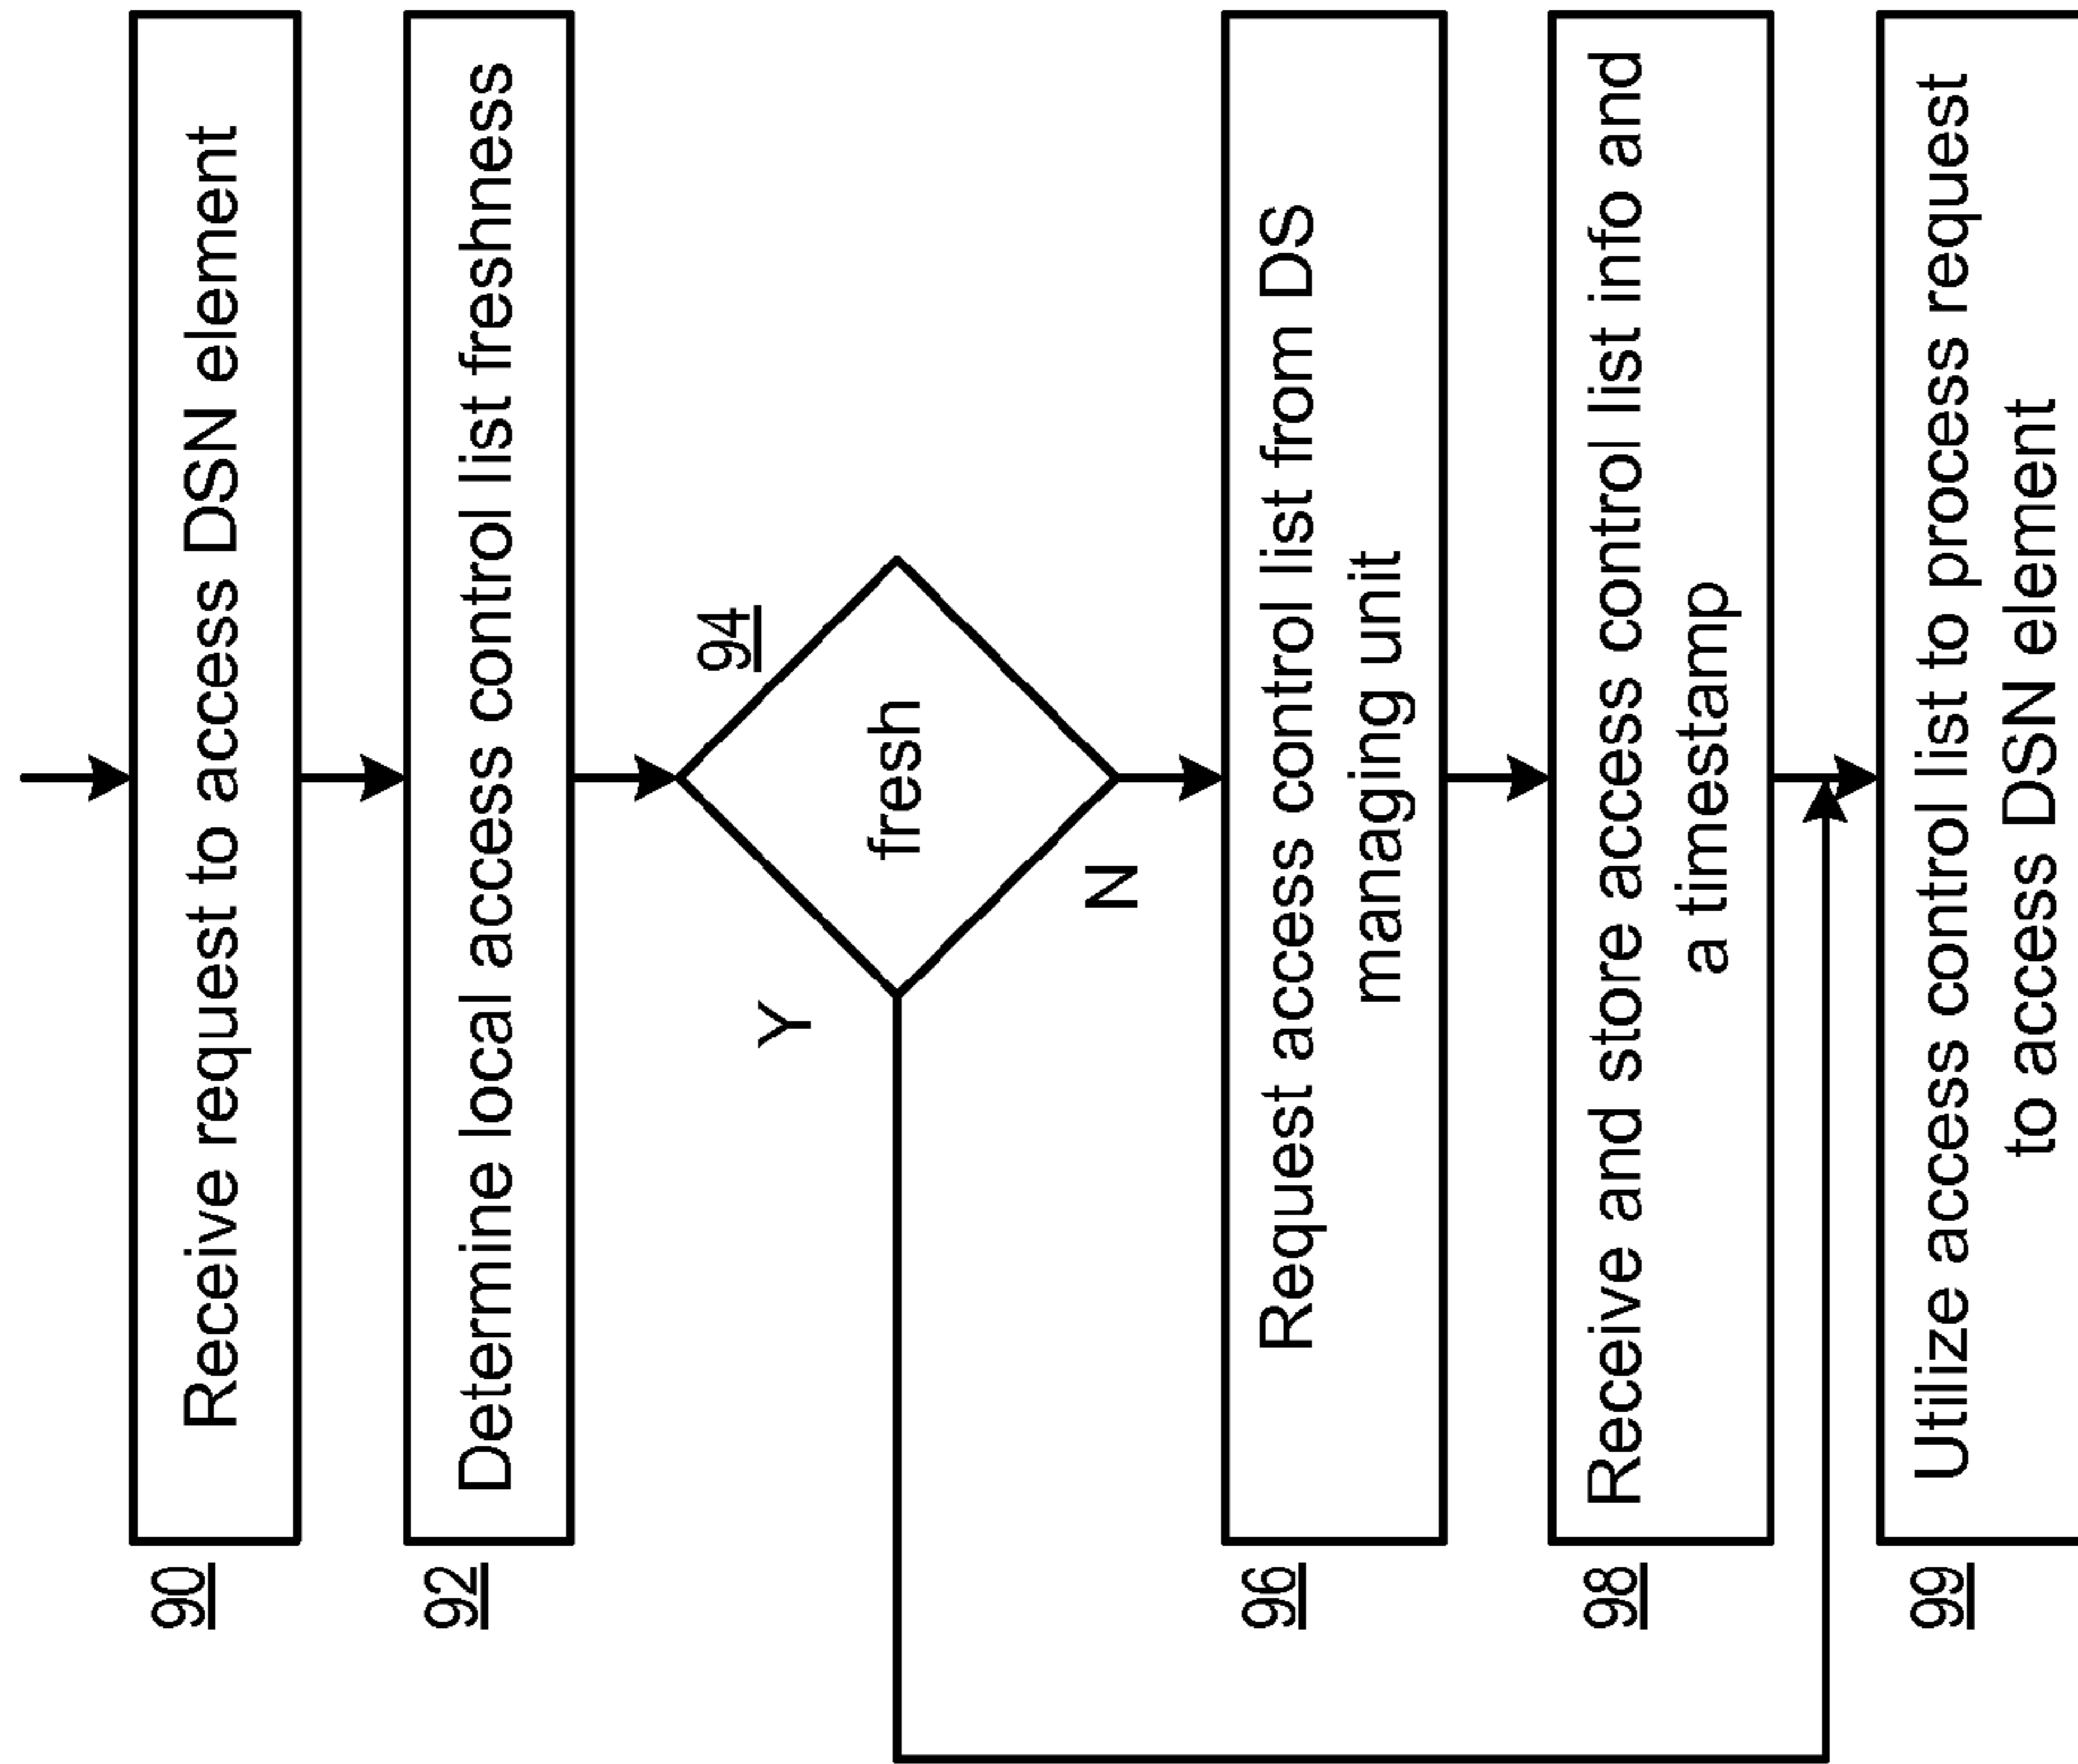 90
Receive request to access DSN element
92
Determine local access control list freshness
94
fresh
Y
N
96
Request access control list from DS
managing unit
98
Receive and store access control list info and
a timestamp
99
Utilize access control list to process request
to access DSN element